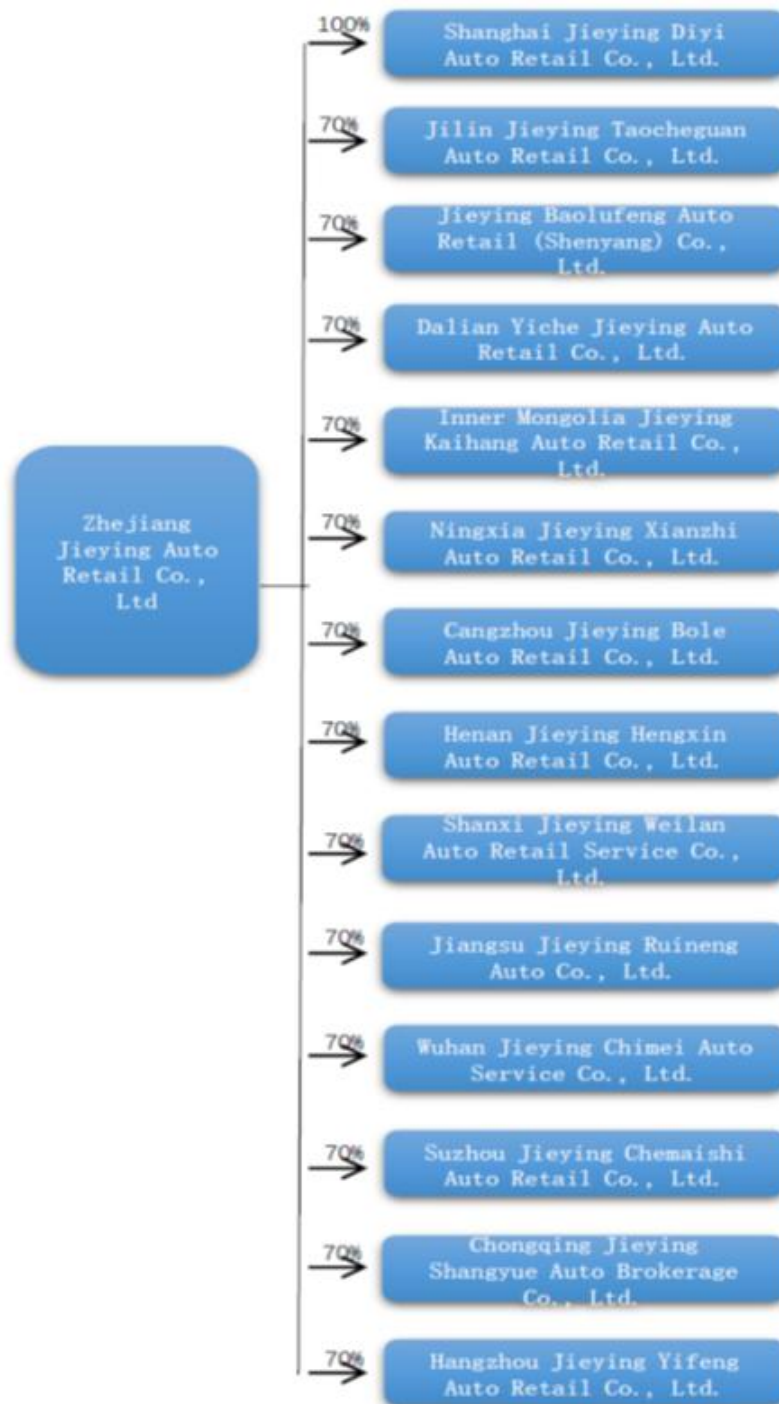 100%
Shanghai Jieying Diyi
Auto Retail Co., Ltd.
70%
Jilin Jieying Taocheguan
Auto Retail Co., Ltd.
70%
Jieying Baolufeng Auto
Retail (Shenyang) Co.,
Ltd.
70%
Dalian Yiche Jieying Auto
Retail Co., Ltd.
70%
Inner Mongolia Jieying
Kaihang Auto Retail Co.,
Ltd.
Zhejiang
Jieying Auto
Retail Co.,
Ltd
70%
Ningxia Jieying Xianzhi
Auto Retail Co., Ltd.
70%
Cangzhou Jieying Bole
Auto Retail Co., Ltd.
70%
Henan Jieying Hengxin
Auto Retail Co., Ltd.
70%
Shanxi Jieying Weilan
Auto Retail Service Co.,
Ltd.
70%
Jiangsu Jieying Ruineng
Auto Co., Ltd.
70%
Wuhan Jieying Chimei Auto
Service Co., Ltd.
70%
Suzhou Jieying Chemaishi
Auto Retail Co., Ltd.
70%
Chongqing Jieying
Shangyue Auto Brokerage
Co., Ltd.
70%
Hangzhou Jieying Yifeng
Auto Retail Co., Ltd.